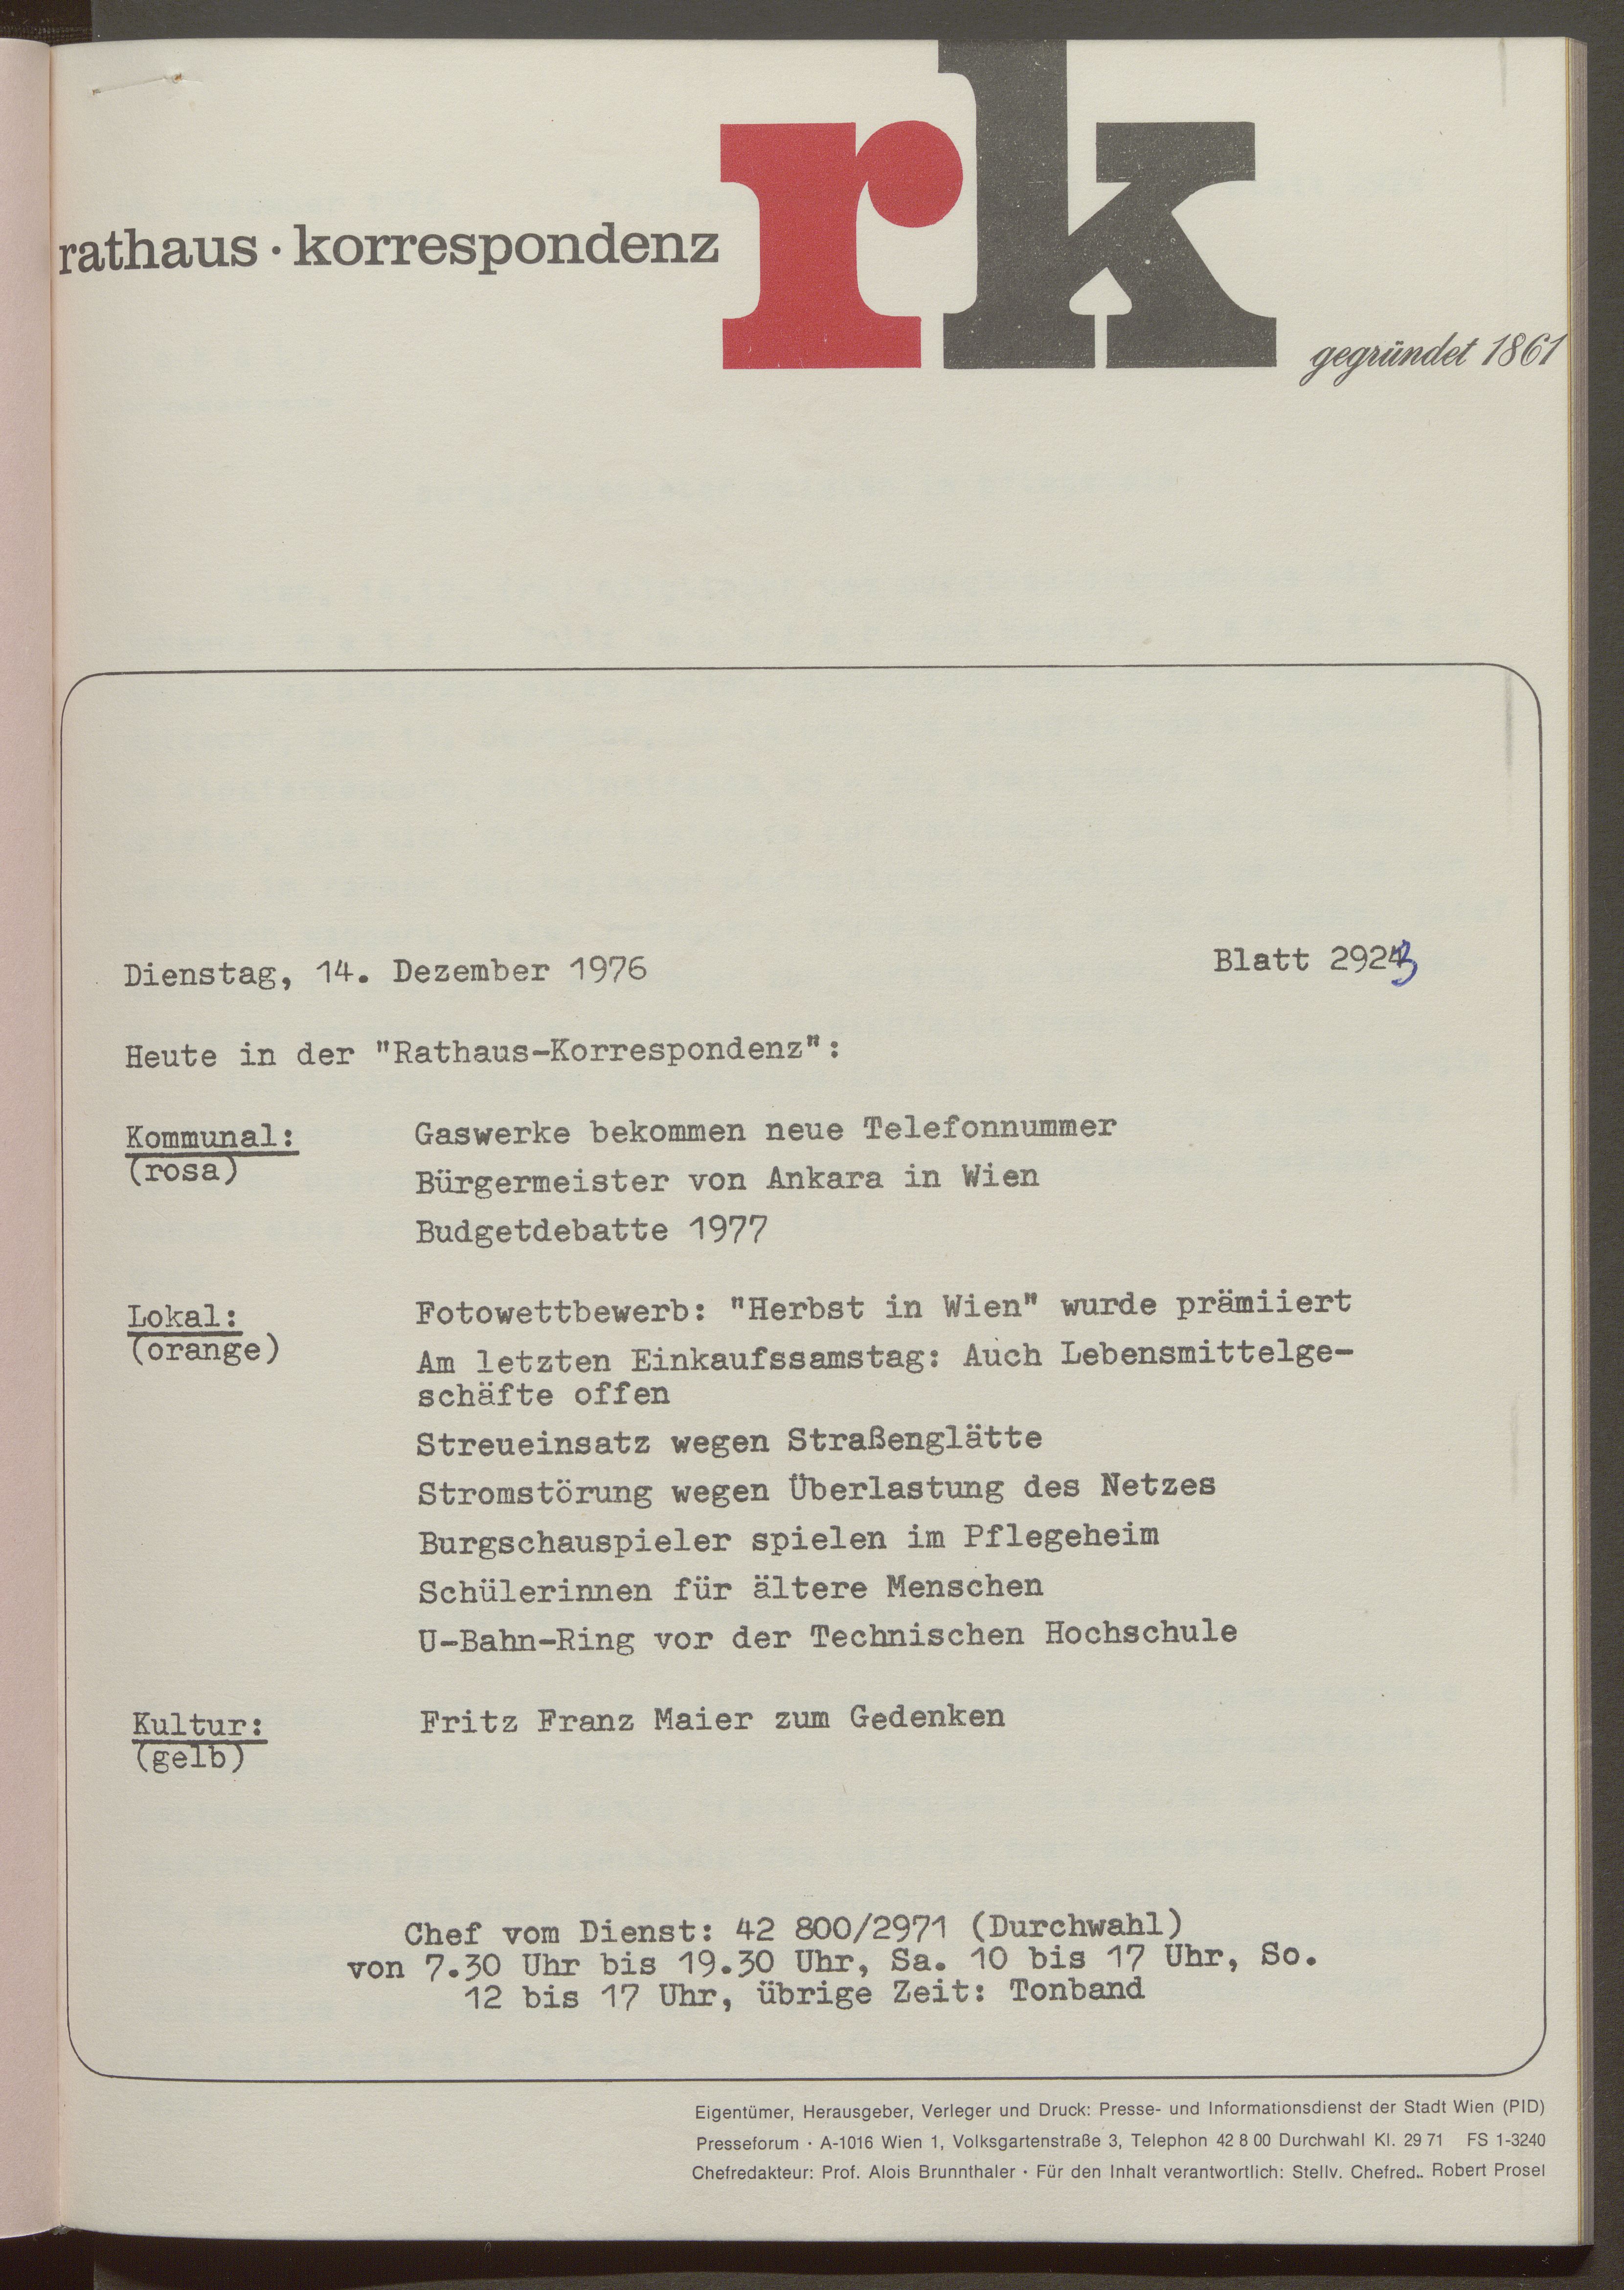 rathaus · korrespondenz
rk
gegründet 1861
Dienstag, 14. Dezember 1976
Blatt 2923
Heute in der "Rathaus-Korrespondenz":
Kommunal:
(rosa)
Gaswerke bekommen neue Telefonnummer
Bürgermeister von Ankara in Wien
Budgetdebatte 1977
Lokal:
(orange)
Fotowettbewerb: "Herbst in Wien" wurde prämiiert
Am letzten Einkaufssamstag: Auch Lebensmittelge-
schäfte offen
Streueinsatz wegen Straßenglätte
Stromstörung wegen Überlastung des Netzes
Burgschauspieler spielen im Pflegeheim
Schülerinnen für ältere Menschen
U-Bahn-Ring vor der Technischen Hochschule
Kultur:
(gelb)
Fritz Franz Maier zum Gedenken
Chef vom Dienst: 42 800/2971 (Durchwahl)
von 7.30 Uhr bis 19.30 Uhr, Sa. 10 bis 17 Uhr, So.
12 bis 17 Uhr, übrige Zeit: Tonband
Eigentümer, Herausgeber, Verleger und Druck: Presse- und Informationsdienst der Stadt Wien (PID)
Presseforum · A-1016 Wien 1, Volksgartenstraße 3, Telephon 42 8 00 Durchwahl Kl. 29 71 FS 1-3240
Chefredakteur: Prof. Alois Brunnthaler · Für den Inhalt verantwortlich: Stellv. Chefred.. Robert Prosel